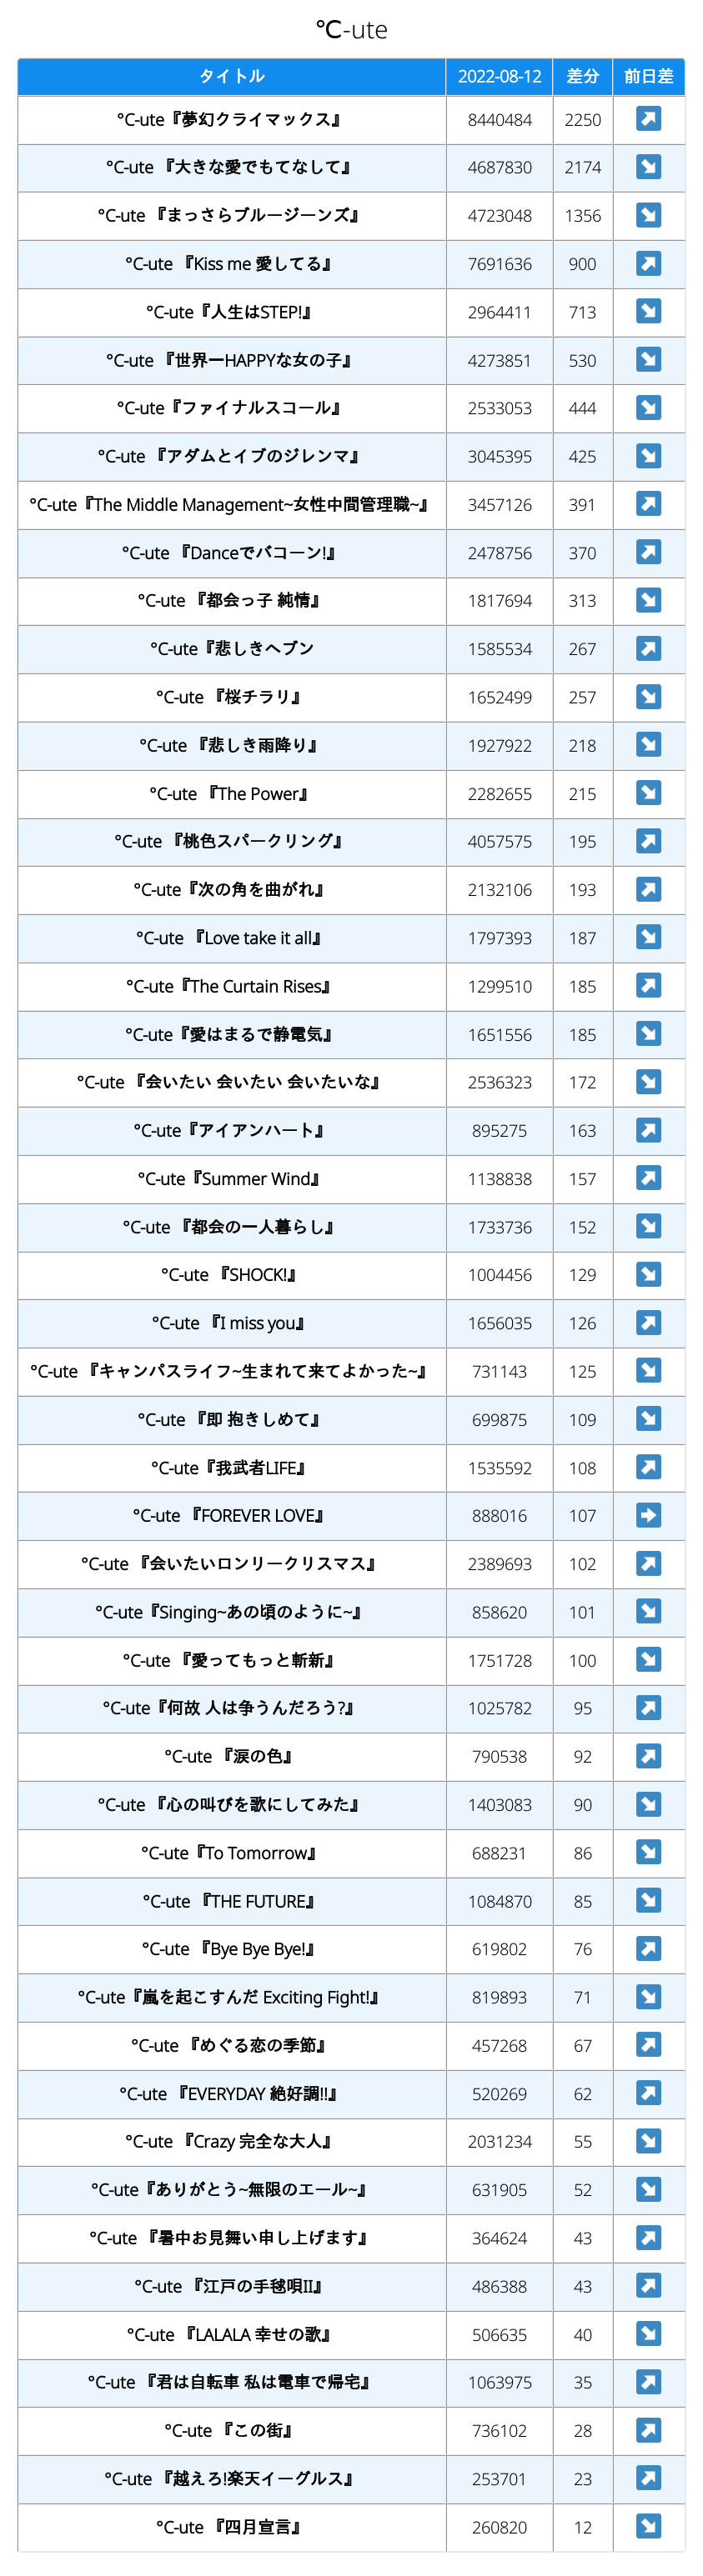 ℃-ute
タイトル 2022-08-12 差分 前日差
°C-ute『夢幻クライマックス』 8440484 2250 ↗
°C-ute 『大きな愛でもてなして』 4687830 2174 ↘
°C-ute 『まっさらブルージーンズ』 4723048 1356 ↘
°C-ute 『Kiss me 愛してる』 7691636 900 ↗
°C-ute『人生はSTEP!』 2964411 713 ↘
°C-ute 『世界一HAPPYな女の子』 4273851 530 ↘
°C-ute『ファイナルスコール』 2533053 444 ↘
°C-ute 『アダムとイブのジレンマ』 3045395 425 ↘
°C-ute『The Middle Management~女性中間管理職~』 3457126 391 ↗
°C-ute 『Danceでバコーン!』 2478756 370 ↗
°C-ute 『都会っ子 純情』 1817694 313 ↘
°C-ute『悲しきヘブン 1585534 267 ↗
°C-ute 『桜チラリ』 1652499 257 ↘
°C-ute 『悲しき雨降り』 1927922 218 ↘
°C-ute 『The Power』 2282655 215 ↘
°C-ute 『桃色スパークリング』 4057575 195 ↗
°C-ute『次の角を曲がれ』 2132106 193 ↗
°C-ute 『Love take it all』 1797393 187 ↘
°C-ute『The Curtain Rises』 1299510 185 ↗
°C-ute『愛はまるで静電気』 1651556 185 ↘
°C-ute 『会いたい 会いたい 会いたいな』 2536323 172 ↘
°C-ute『アイアンハート』 895275 163 ↗
°C-ute『Summer Wind』 1138838 157 ↗
°C-ute 『都会の一人暮らし』 1733736 152 ↘
°C-ute 『SHOCK!』 1004456 129 ↘
°C-ute 『I miss you』 1656035 126 ↗
°C-ute 『キャンパスライフ~生まれて来てよかった~』 731143 125 ↘
°C-ute 『即 抱きしめて』 699875 109 ↘
°C-ute『我武者LIFE』 1535592 108 ↗
°C-ute 『FOREVER LOVE』 888016 107 ➡
°C-ute 『会いたいロンリークリスマス』 2389693 102 ↗
°C-ute『Singing~あの頃のように~』 858620 101 ↘
°C-ute 『愛ってもっと斬新』 1751728 100 ↘
°C-ute『何故 人は争うんだろう?』 1025782 95 ↗
°C-ute 『涙の色』 790538 92 ↗
°C-ute 『心の叫びを歌にしてみた』 1403083 90 ↘
°C-ute『To Tomorrow』 688231 86 ↘
°C-ute 『THE FUTURE』 1084870 85 ↘
°C-ute 『Bye Bye Bye!』 619802 76 ↗
°C-ute『嵐を起こすんだ Exciting Fight!』 819893 71 ↘
°C-ute 『めぐる恋の季節』 457268 67 ↗
°C-ute 『EVERYDAY 絶好調!!』 520269 62 ↗
°C-ute 『Crazy 完全な大人』 2031234 55 ↘
°C-ute『ありがとう~無限のエール~』 631905 52 ↘
°C-ute 『暑中お見舞い申し上げます』 364624 43 ↗
°C-ute 『江戸の手毬唄II』 486388 43 ↗
°C-ute 『LALALA 幸せの歌』 506635 40 ↘
°C-ute 『君は自転車 私は電車で帰宅』 1063975 35 ↗
°C-ute 『この街』 736102 28 ↗
°C-ute 『越えろ!楽天イーグルス』 253701 23 ↗
°C-ute 『四月宣言』 260820 12 ↘